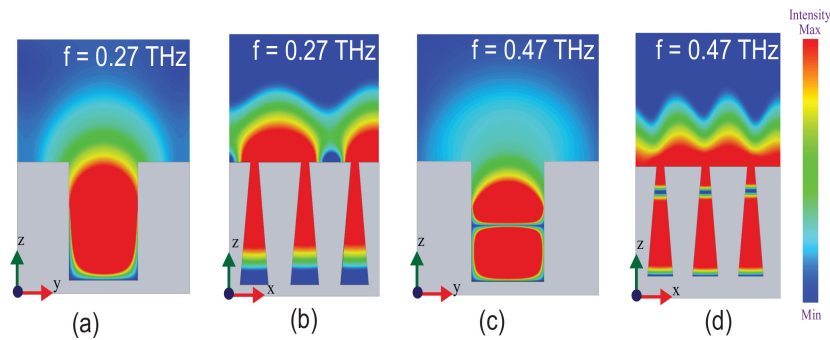 f = 0.27 THz
f = 0.27 THz
f = 0.47 THz
f = 0.47 THz
Intensity
Max
z
y
z
x
z
y
z
x
Min
(a)
(b)
(c)
(d)